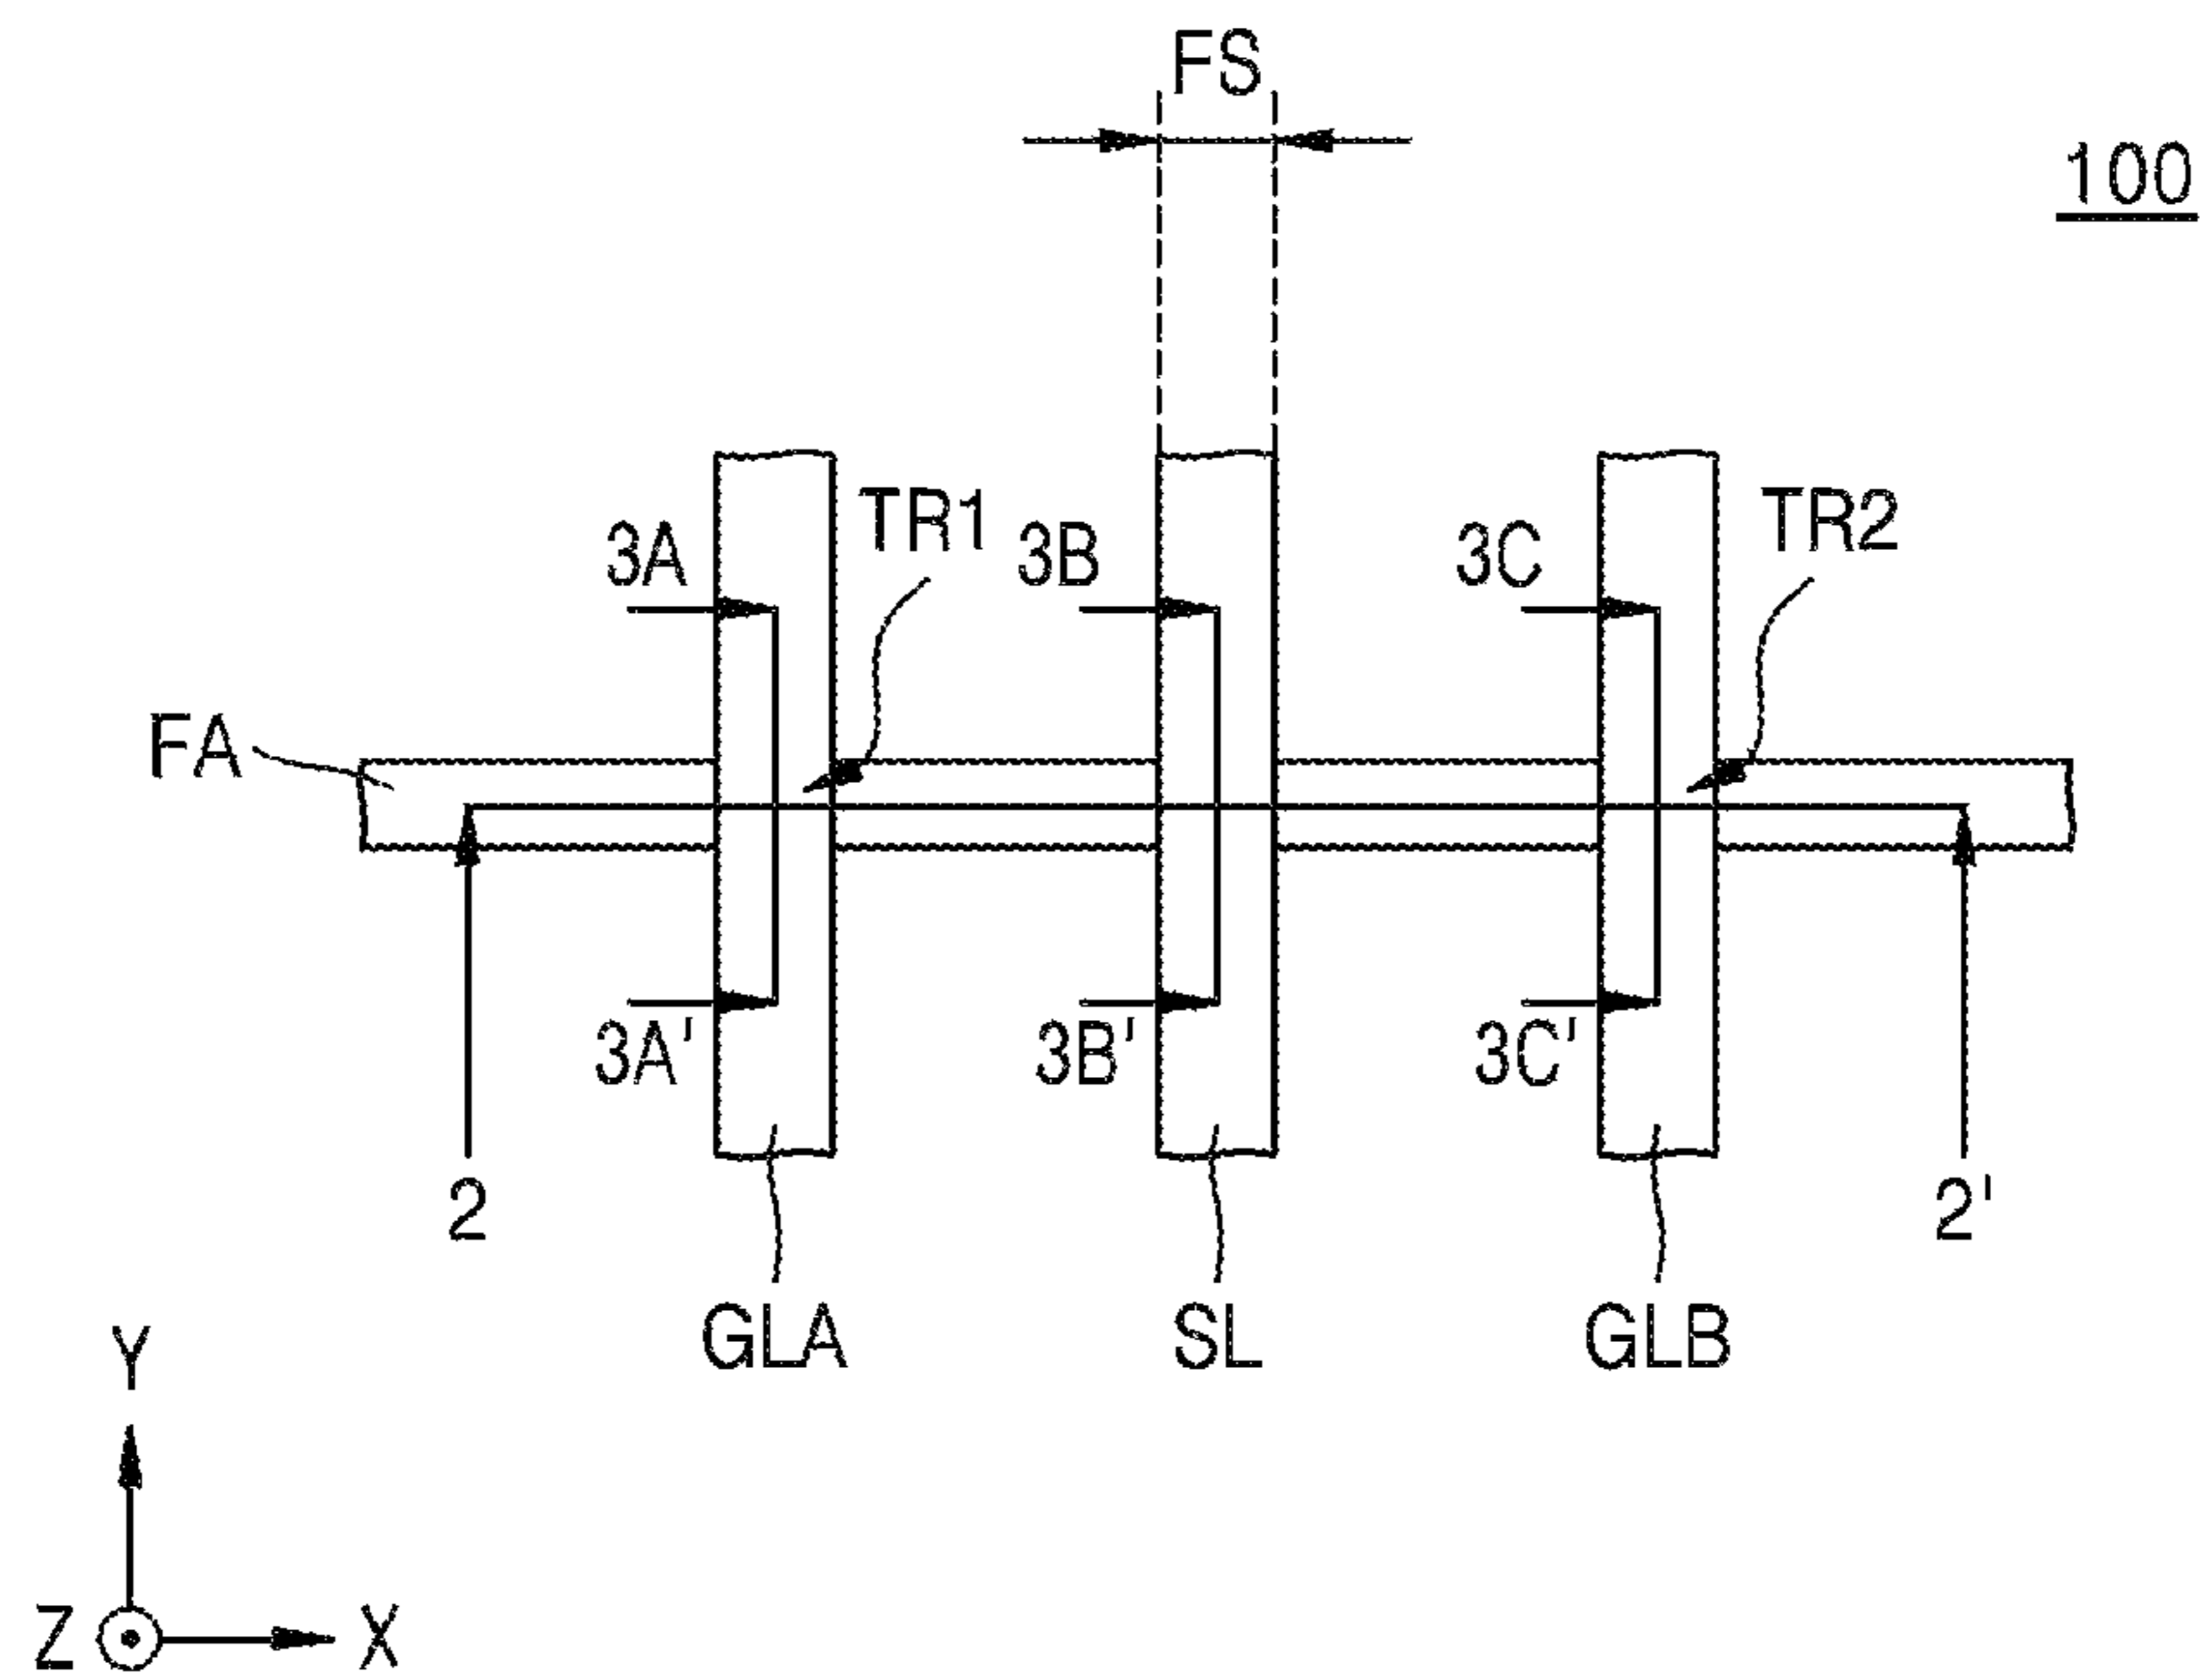 FS
100
TR1
TR2
3A
3B
3C
FA
3A'
3B'
3C'
2
2'
GLA
SL
GLB
Y
Z
X